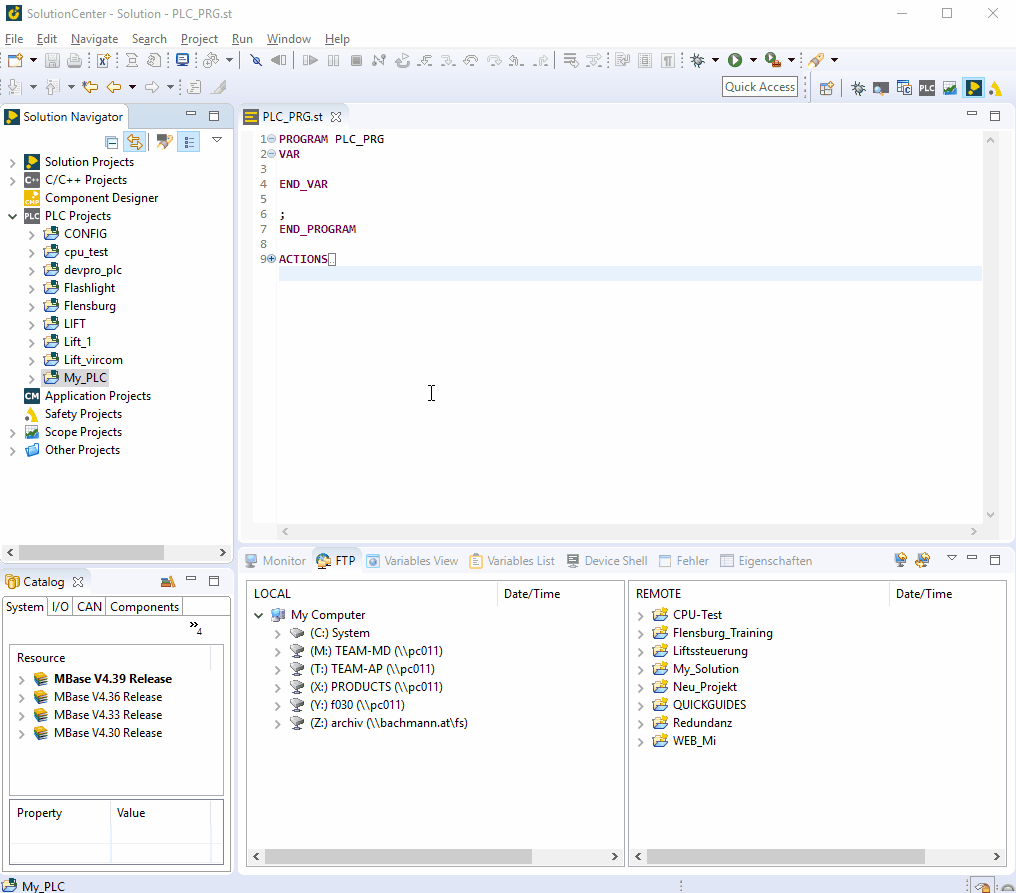 SolutionCenter - Solution - PLC_PRG.st
File Edit Navigate Search Project Run Window Help
Quick Access
PLC
Solution Navigator
Solution Projects
C++ C/C++ Projects
CMP Component Designer
PLC PLC Projects
CONFIG
cpu_test
devpro_plc
Flashlight
Flensburg
LIFT
Lift_1
Lift_vircom
My_PLC
CM Application Projects
Safety Projects
Scope Projects
Other Projects
PLC_PRG.st
1 PROGRAM PLC_PRG
2 VAR
3
4 END_VAR
5
6 ;
7 END_PROGRAM
8
9 ACTIONS..
Catalog
System I/O CAN Components
»4
Resource
MBase V4.39 Release
MBase V4.36 Release
MBase V4.33 Release
MBase V4.30 Release
Property Value
Monitor FTP Variables View Variables List Device Shell Fehler Eigenschaften
LOCAL Date/Time
My Computer
(C:) System
(M:) TEAM-MD (\\pc011)
(T:) TEAM-AP (\\pc011)
(X:) PRODUCTS (\\pc011)
(Y:) f030 (\\pc011)
(Z:) archiv (\\bachmann.at\fs)
REMOTE Date/Time
CPU-Test
Flensburg_Training
Liftssteuerung
My_Solution
Neu_Projekt
QUICKGUIDES
Redundanz
WEB_Mi
My_PLC